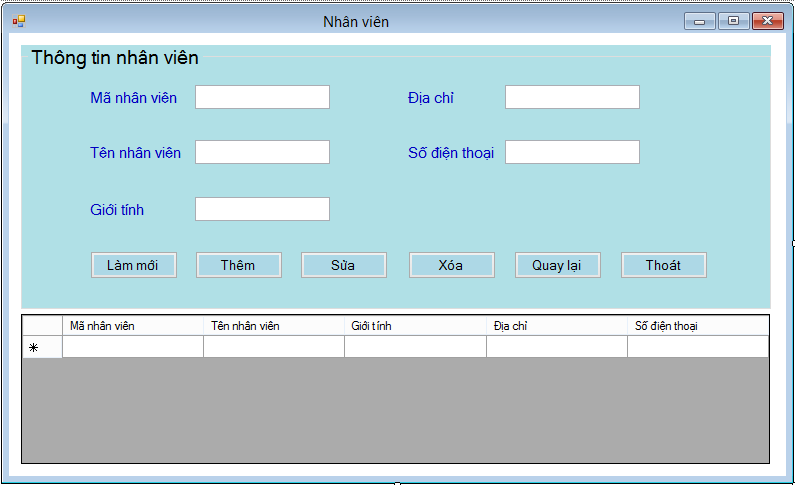 Nhân viên
Thông tin nhân viên
Mã nhân viên Địa chỉ
Tên nhân viên Số điện thoại
Giới tính
Làm mới Thêm Sửa Xóa Quay lại Thoát
Mã nhân viên Tên nhân viên Giới tính Địa chỉ Số điện thoại